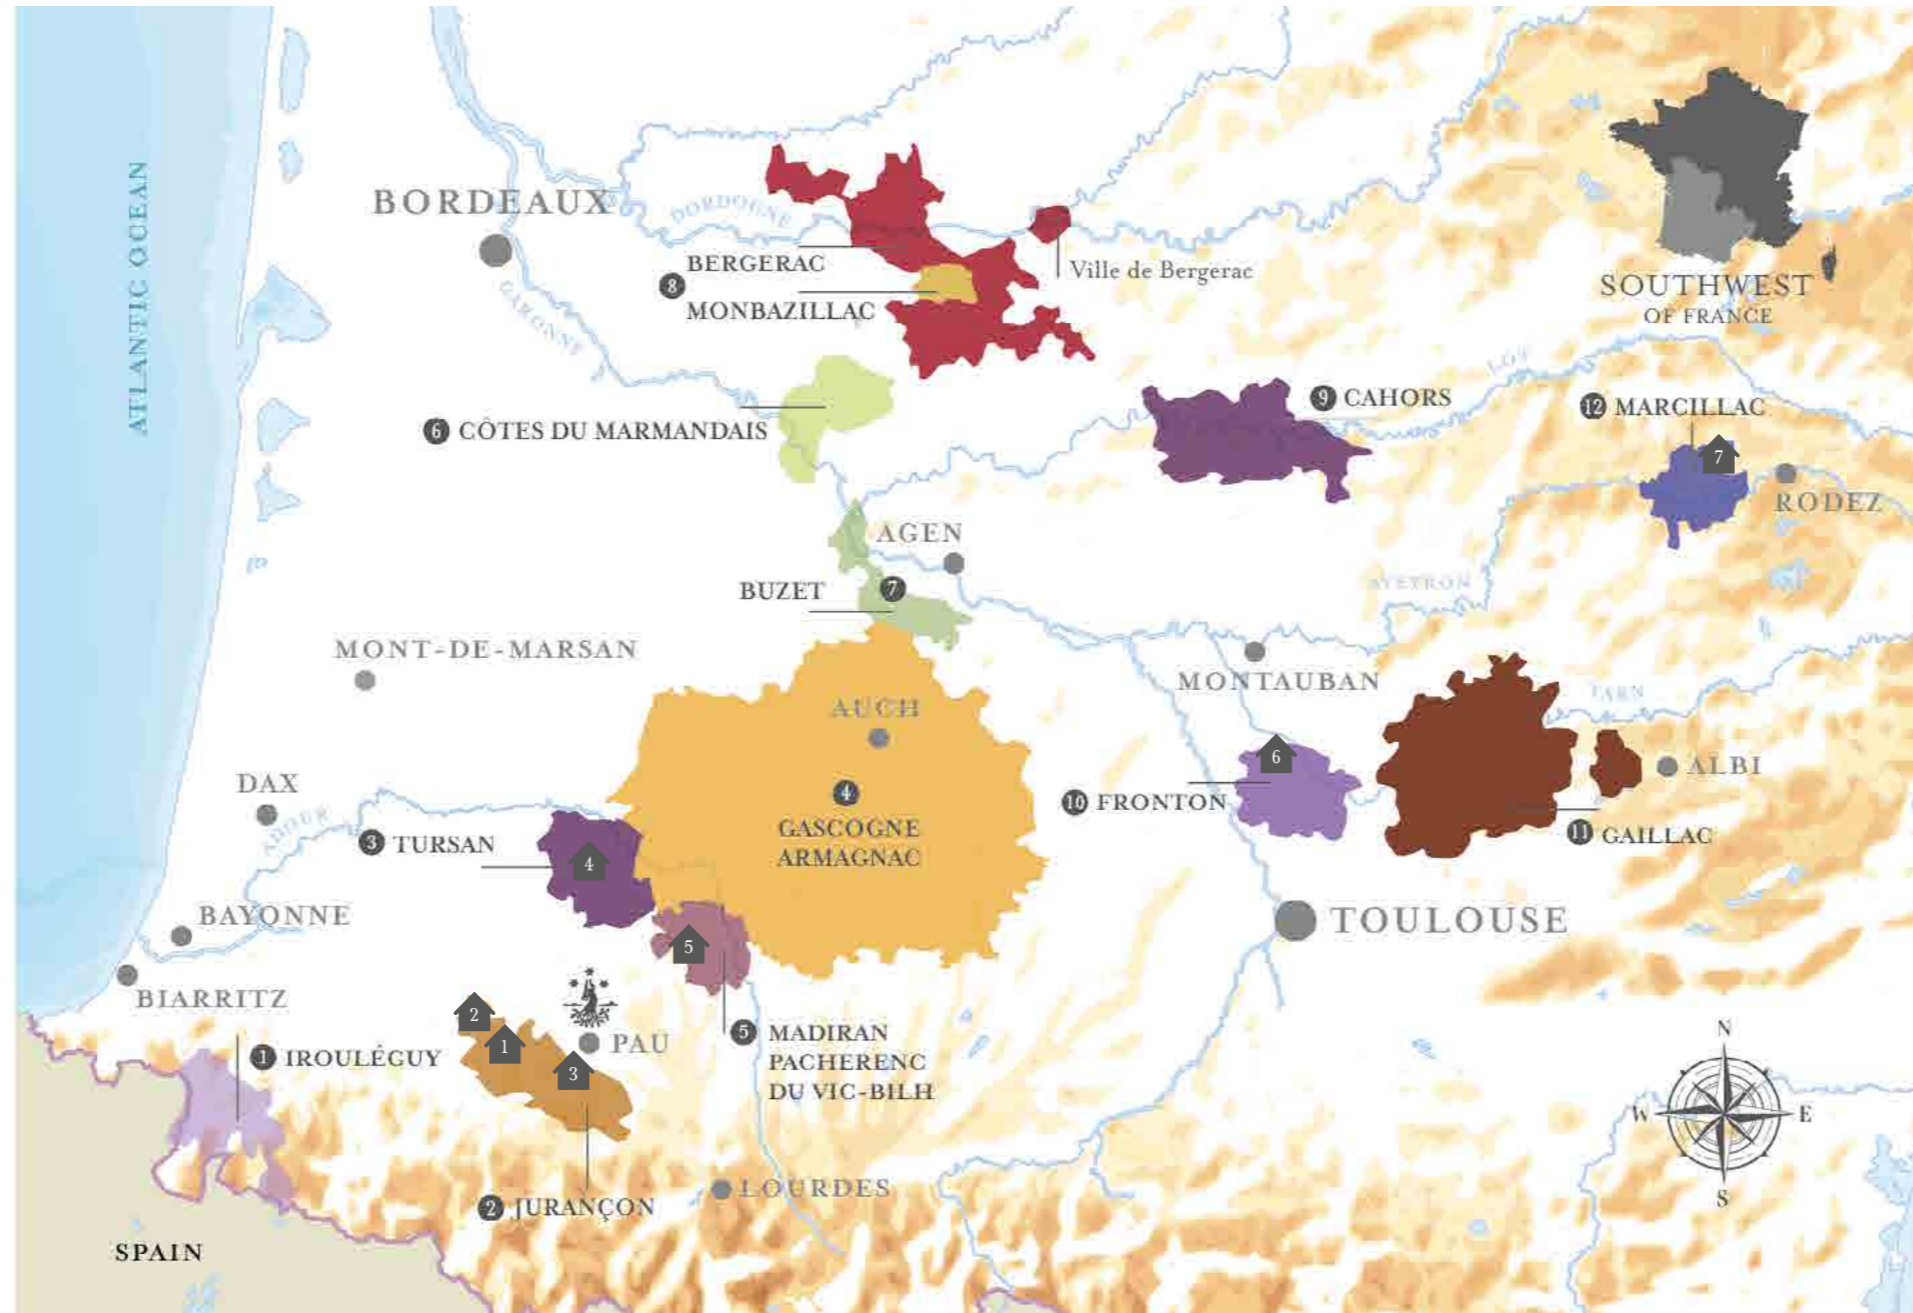 ATLANTIC OCEAN
BORDEAUX
DORDOGNE
GARONNE
8
BERGERAC
MONBAZILLAC
Ville de Bergerac
SOUTHWEST
OF FRANCE
6 CÔTES DU MARMANDAIS
9 CAHORS
LOT
12 MARCILLAC
7
RODEZ
AGEN
BUZET
7
AVEYRON
MONT-DE-MARSAN
MONTAUBAN
TARN
AUCH
ALBI
DAX
ADOUR
4
GASCOGNE
ARMAGNAC
6
10 FRONTON
11 GAILLAC
3 TURSAN
4
BAYONNE
TOULOUSE
5
BIARRITZ
1 IROULÉGUY
2
1
3
PAU
5 MADIRAN
PACHERENC
DU VIC-BILH
N
W
E
S
LOURDES
2 JURANÇON
SPAIN